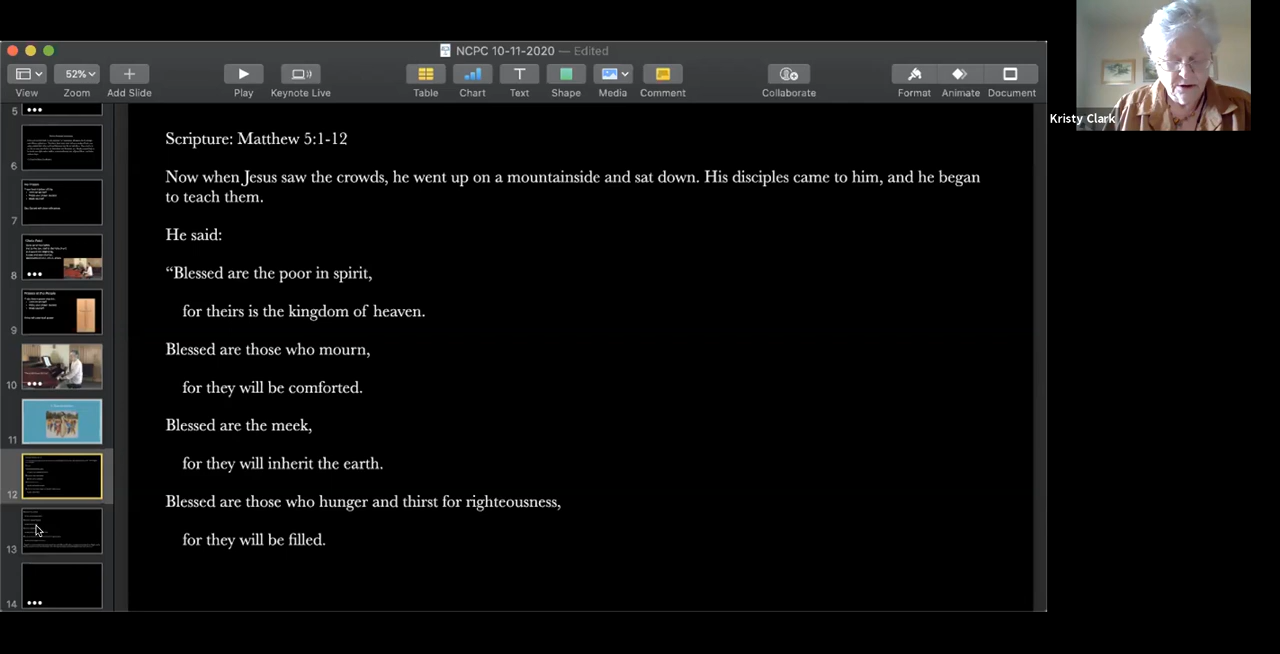 NCPC 10-11-2020 — Edited
52%
View
Zoom
Add Slide
Play
Keynote Live
Table
Chart
Text
Shape
Media
Comment
Collaborate
Format
Animate
Document
Kristy Clark
5
6
7
8
9
10
11
12
13
14
Scripture: Matthew 5:1-12
Now when Jesus saw the crowds, he went up on a mountainside and sat down. His disciples came to him, and he began
to teach them.
He said:
“Blessed are the poor in spirit,
for theirs is the kingdom of heaven.
Blessed are those who mourn,
for they will be comforted.
Blessed are the meek,
for they will inherit the earth.
Blessed are those who hunger and thirst for righteousness,
for they will be filled.